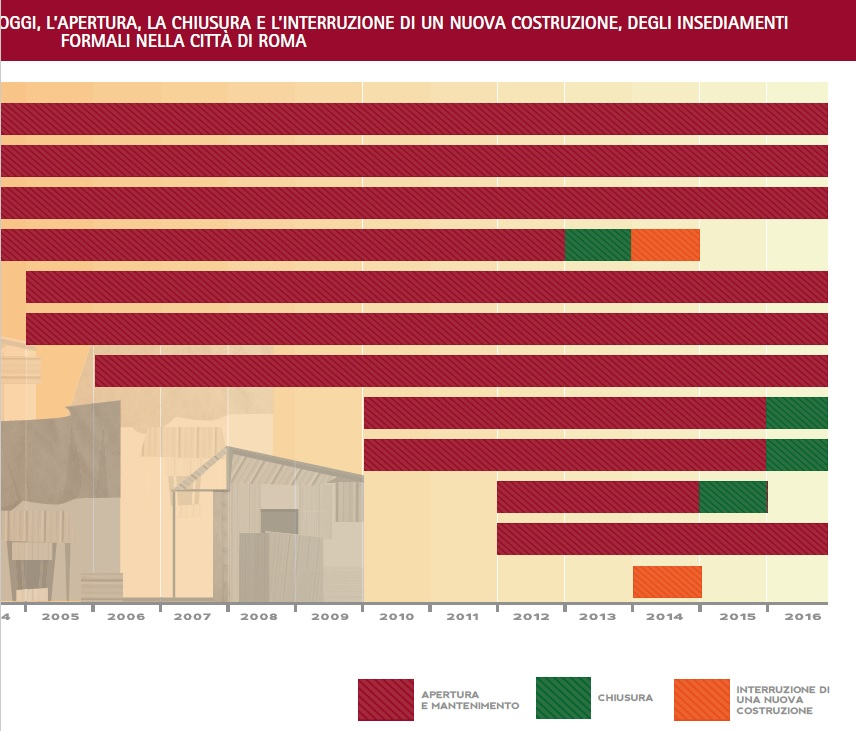 OGGI, L'APERTURA, LA CHIUSURA E L'INTERRUZIONE DI UN NUOVA COSTRUZIONE, DEGLI INSEDIAMENTI
FORMALI NELLA CITTÀ DI ROMA
4 2005 2006 2007 2008 2009 2010 2011 2012 2013 2014 2015 2016
APERTURA
E MANTENIMENTO
CHIUSURA
INTERRUZIONE DI
UNA NUOVA
COSTRUZIONE